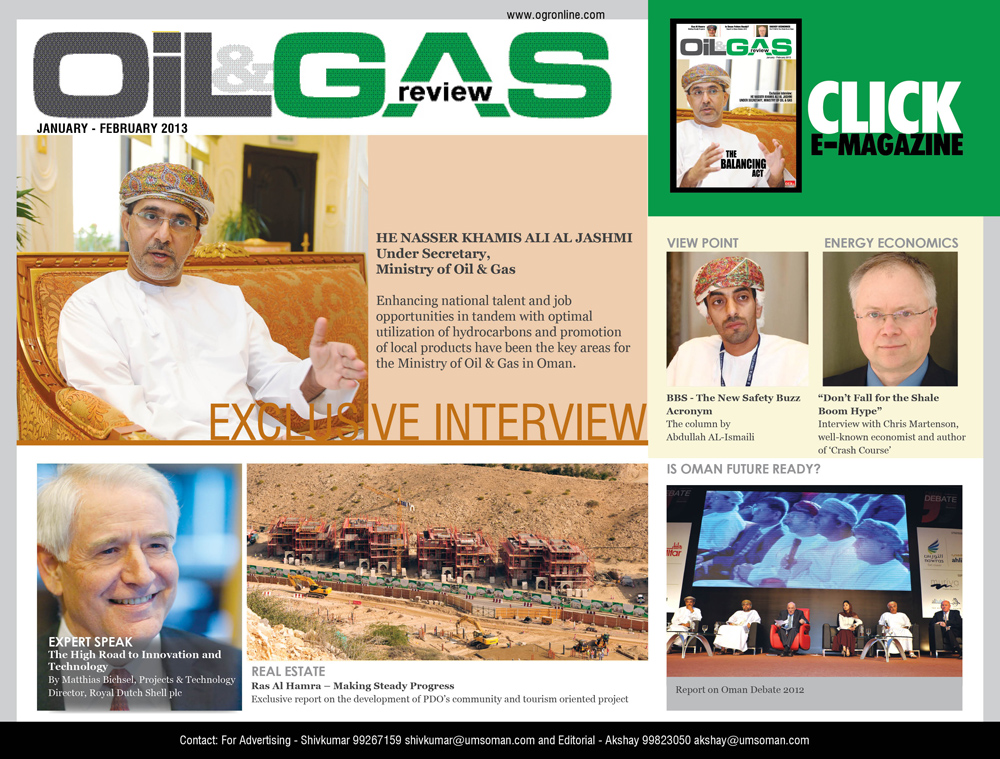 www.ogronline.com
OiL&GAS
review
JANUARY - FEBRUARY 2013
OiL&GAS
review
THE
BALANCING
ACT
CLICK
E-MAGAZINE
HE NASSER KHAMIS ALI AL JASHMI
Under Secretary,
Ministry of Oil & Gas
Enhancing national talent and job
opportunities in tandem with optimal
utilization of hydrocarbons and promotion
of local products have been the key areas for
the Ministry of Oil & Gas in Oman.
EXCLUSIVE INTERVIEW
VIEW POINT
BBS - The New Safety Buzz
Acronym
The column by
Abdullah AL-Ismaili
ENERGY ECONOMICS
“Don’t Fall for the Shale
Boom Hype”
Interview with Chris Martenson,
well-known economist and author
of ‘Crash Course’
EXPERT SPEAK
The High Road to Innovation and
Technology
By Matthias Bichsel, Projects & Technology
Director, Royal Dutch Shell plc
REAL ESTATE
Ras Al Hamra – Making Steady Progress
Exclusive report on the development of PDO’s community and tourism oriented project
IS OMAN FUTURE READY?
DEBATE
Report on Oman Debate 2012
Contact: For Advertising - Shivkumar 99267159 shivkumar@umsoman.com and Editorial - Akshay 99823050 akshay@umsoman.com